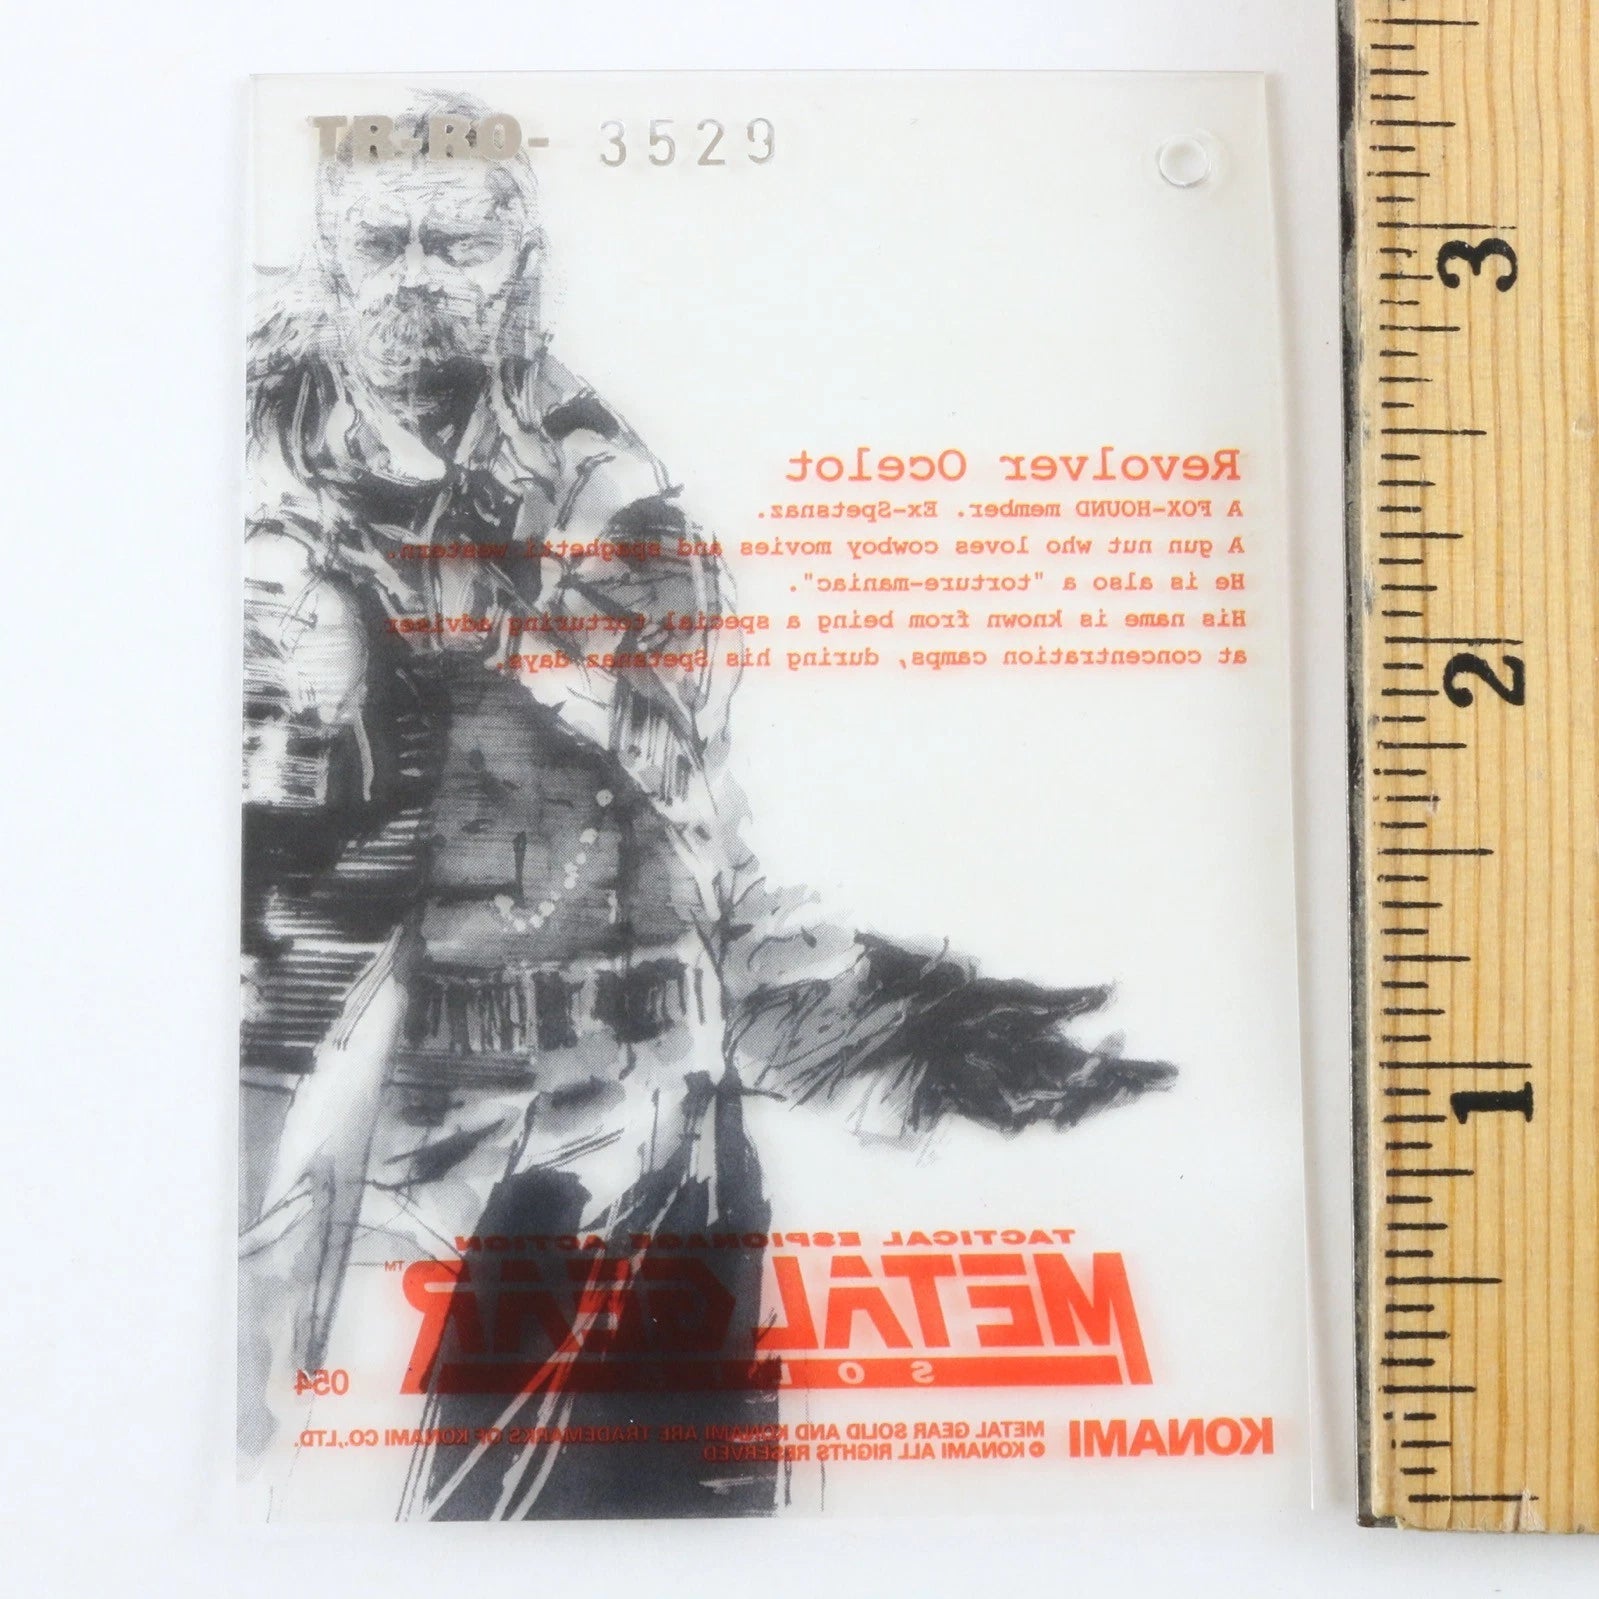 TR-RO- 3529
Revolver Ocelot
A FOX-HOUND member. Ex-Spetsnaz.
A gun nut who loves cowboy movies and spaghetti western.
He is also a "torture-maniac".
His name is known from being a special torturing adviser
at concentration camps, during his Spetsnaz days.
TACTICAL ESPIONAGE ACTION
METAL GEAR™
SOLID
054
KONAMI
METAL GEAR SOLID AND KONAMI ARE TRADEMARKS OF KONAMI CO.,LTD.
© KONAMI ALL RIGHTS RESERVED
3
2
1